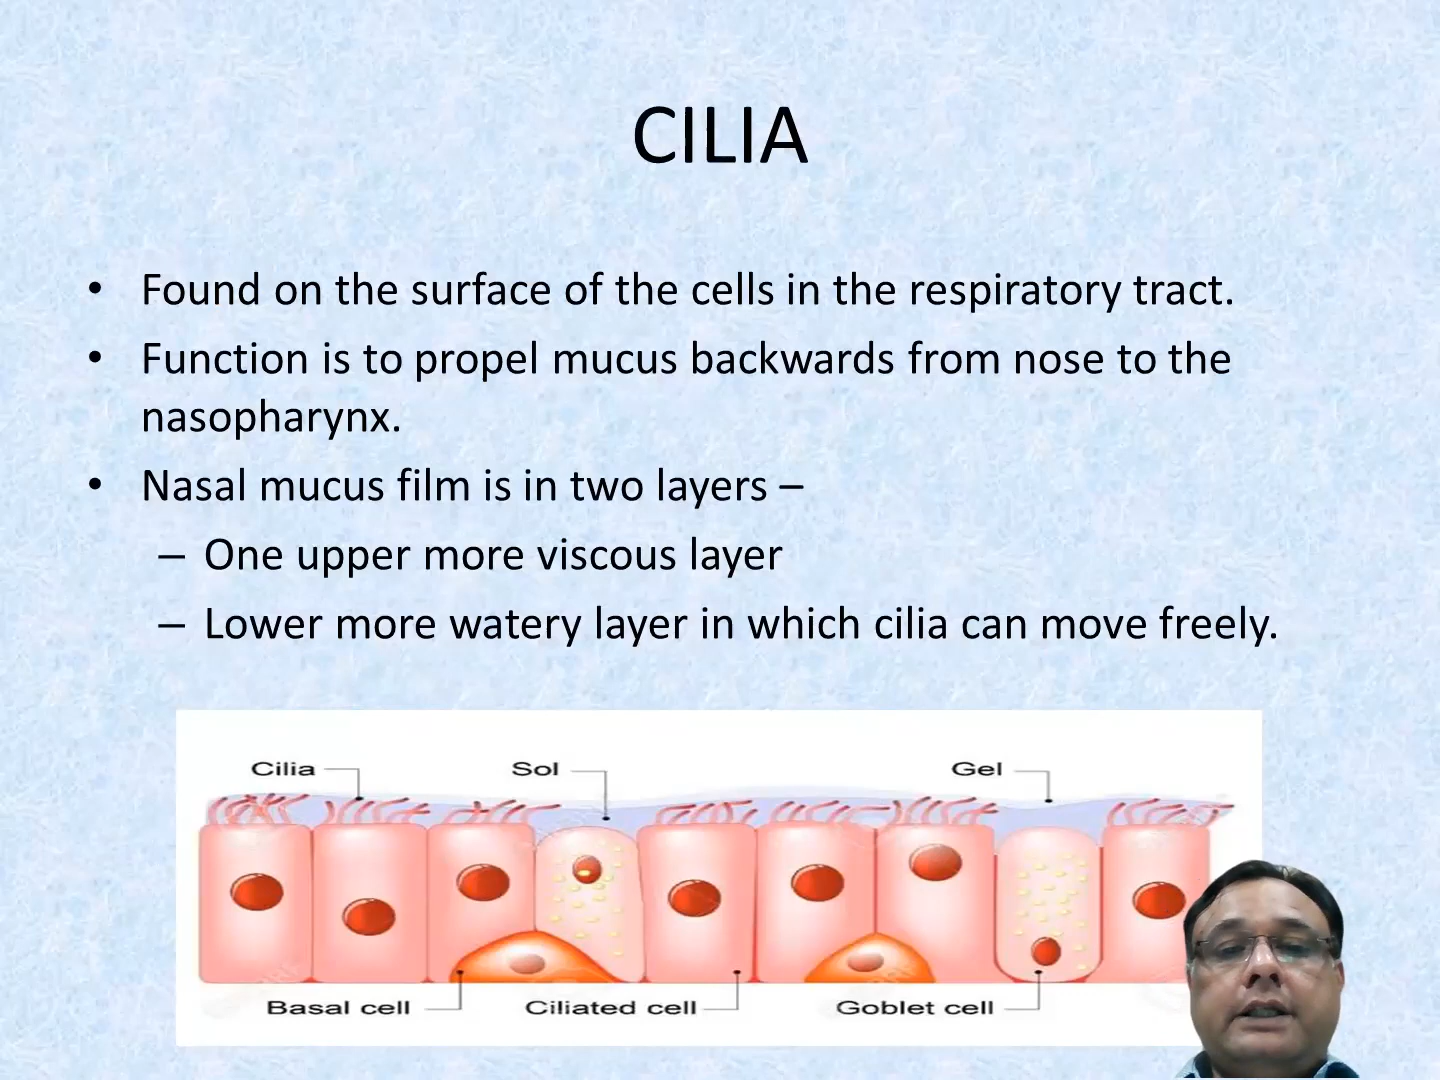 CILIA
• Found on the surface of the cells in the respiratory tract.
• Function is to propel mucus backwards from nose to the
nasopharynx.
• Nasal mucus film is in two layers –
– One upper more viscous layer
– Lower more watery layer in which cilia can move freely.
Cilia Sol Gel
Basal cell Ciliated cell Goblet cell